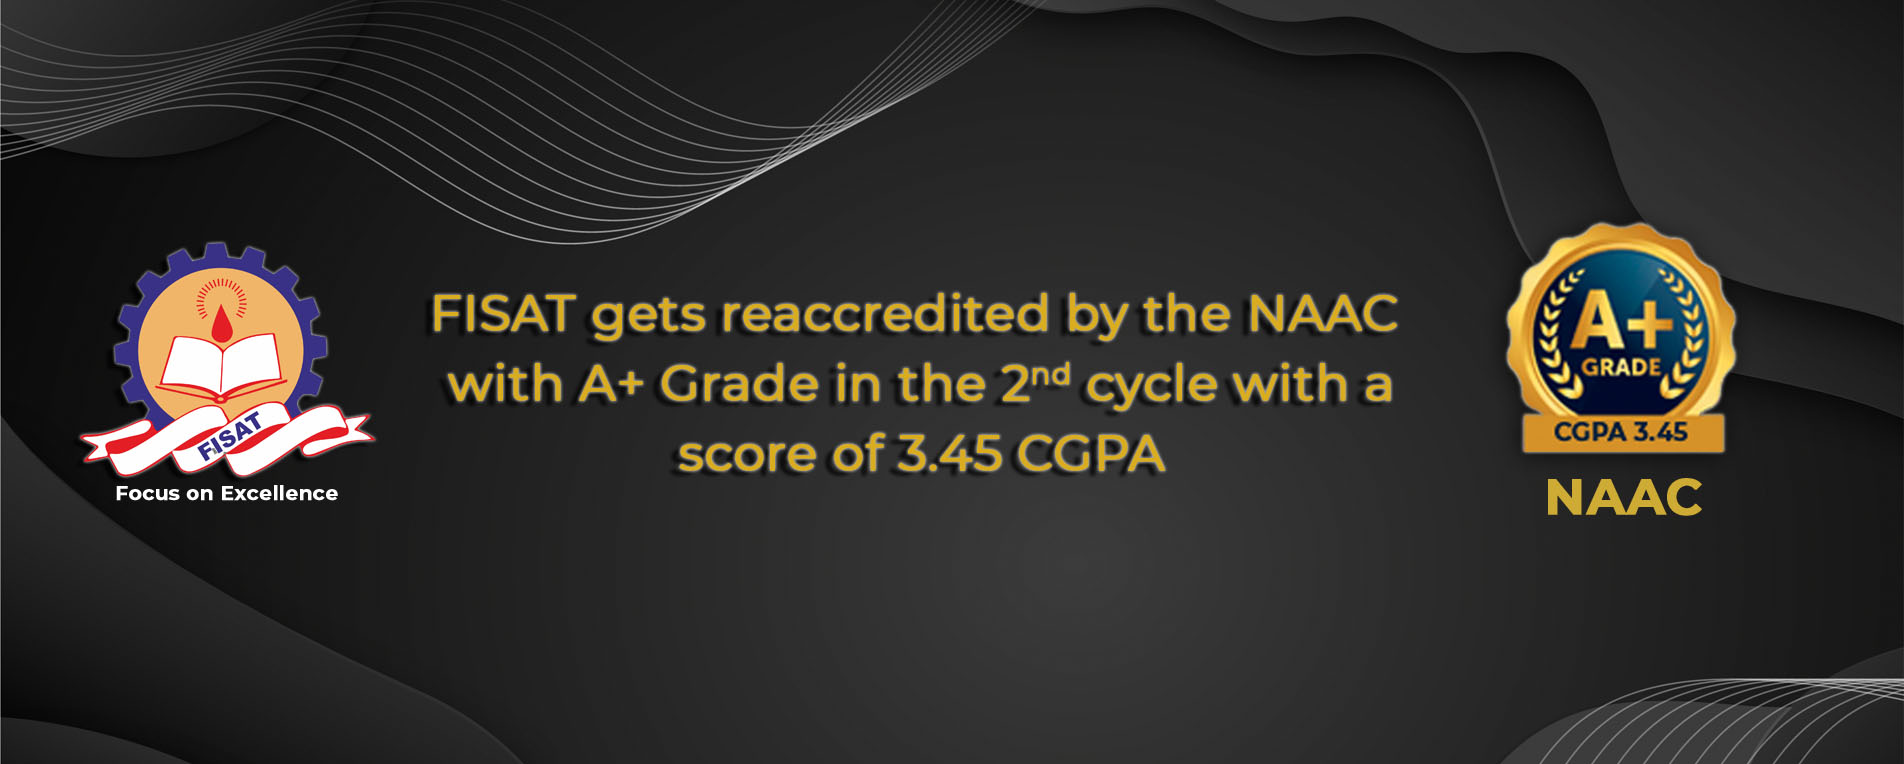 FISAT gets reaccredited by the NAAC
with A+ Grade in the 2nd cycle with a
score of 3.45 CGPA
FISAT
Focus on Excellence
A+
GRADE
CGPA 3.45
NAAC